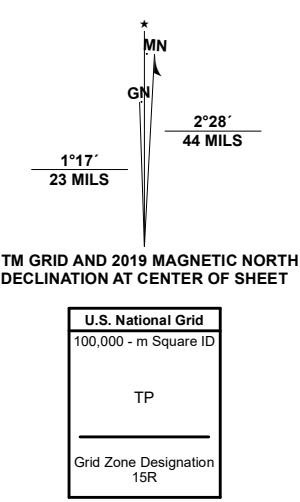 ★
MN
GN
2°28´
44 MILS
1°17´
23 MILS
TM GRID AND 2019 MAGNETIC NORTH
DECLINATION AT CENTER OF SHEET
U.S. National Grid
100,000 - m Square ID
TP
Grid Zone Designation
15R